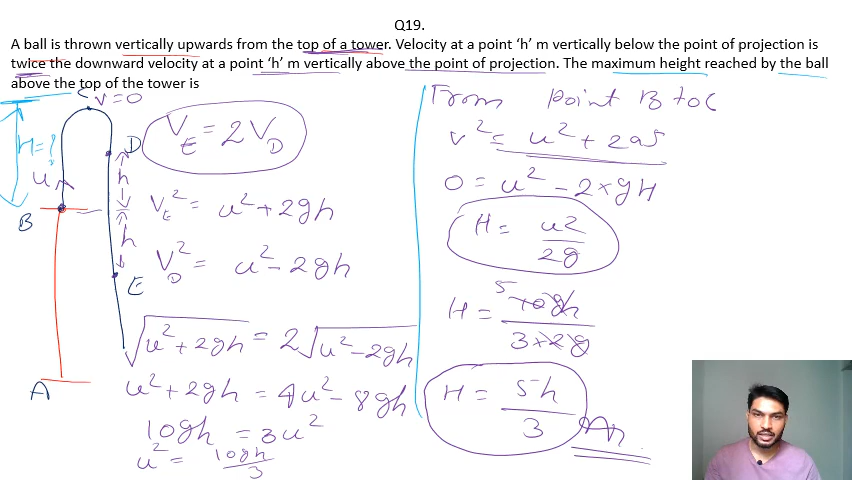 Q19.
A ball is thrown vertically upwards from the top of a tower. Velocity at a point ‘h’ m vertically below the point of projection is
twice the downward velocity at a point ‘h’ m vertically above the point of projection. The maximum height reached by the ball
above the top of the tower is
C V=0
H=?
u
B
D
h
h
E
A
V_E = 2V_D
V_E² = u² + 2gh
V_D² = u² - 2gh
√u² + 2gh = 2√u² - 2gh
u² + 2gh = 4u² - 8gh
10gh = 3u²
u² = 10gh/3
From point B to C
v² = u² + 2as
0 = u² - 2×gH
H = u²/2g
5
H = 10gh/3×2g
H = 5h/3 An